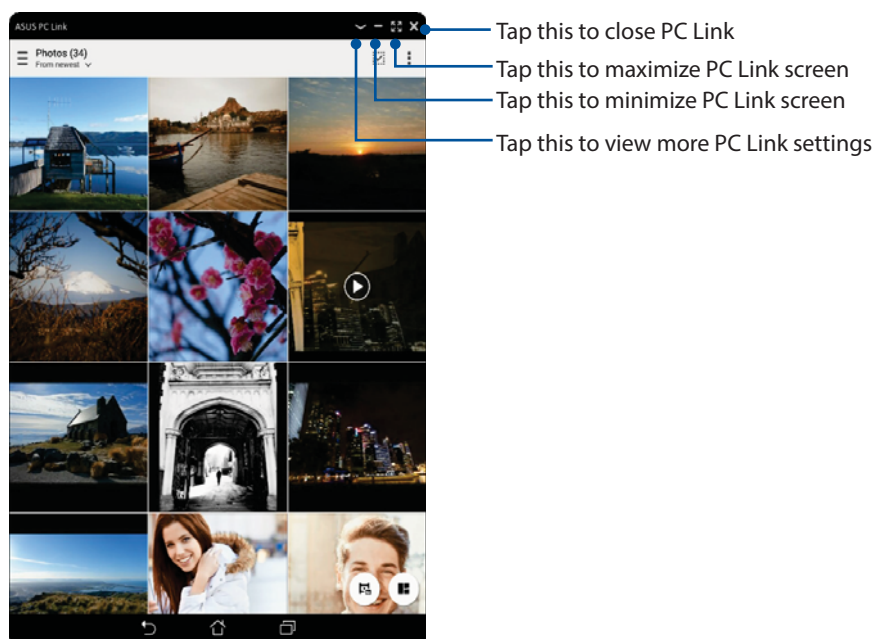 ASUS PC Link
Photos (34)
From newest
Tap this to close PC Link
Tap this to maximize PC Link screen
Tap this to minimize PC Link screen
Tap this to view more PC Link settings